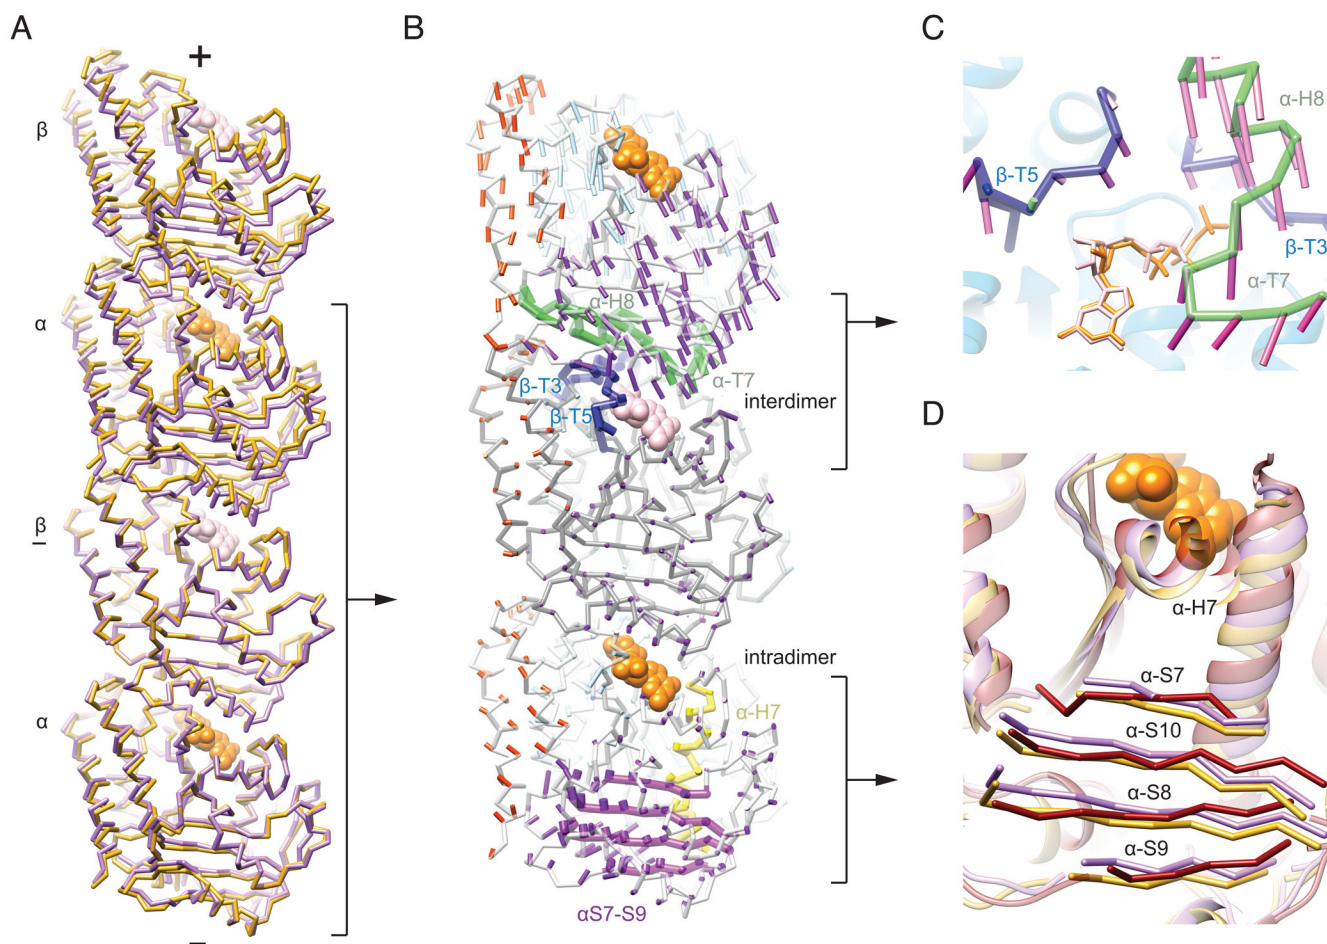 A
+
β
α
β
–
α
–
B
α-H8
β-T3
β-T5
α-T7
interdimer
intradimer
α-H7
αS7-S9
C
α-H8
β-T5
β-T3
α-T7
D
α-H7
α-S7
α-S10
α-S8
α-S9